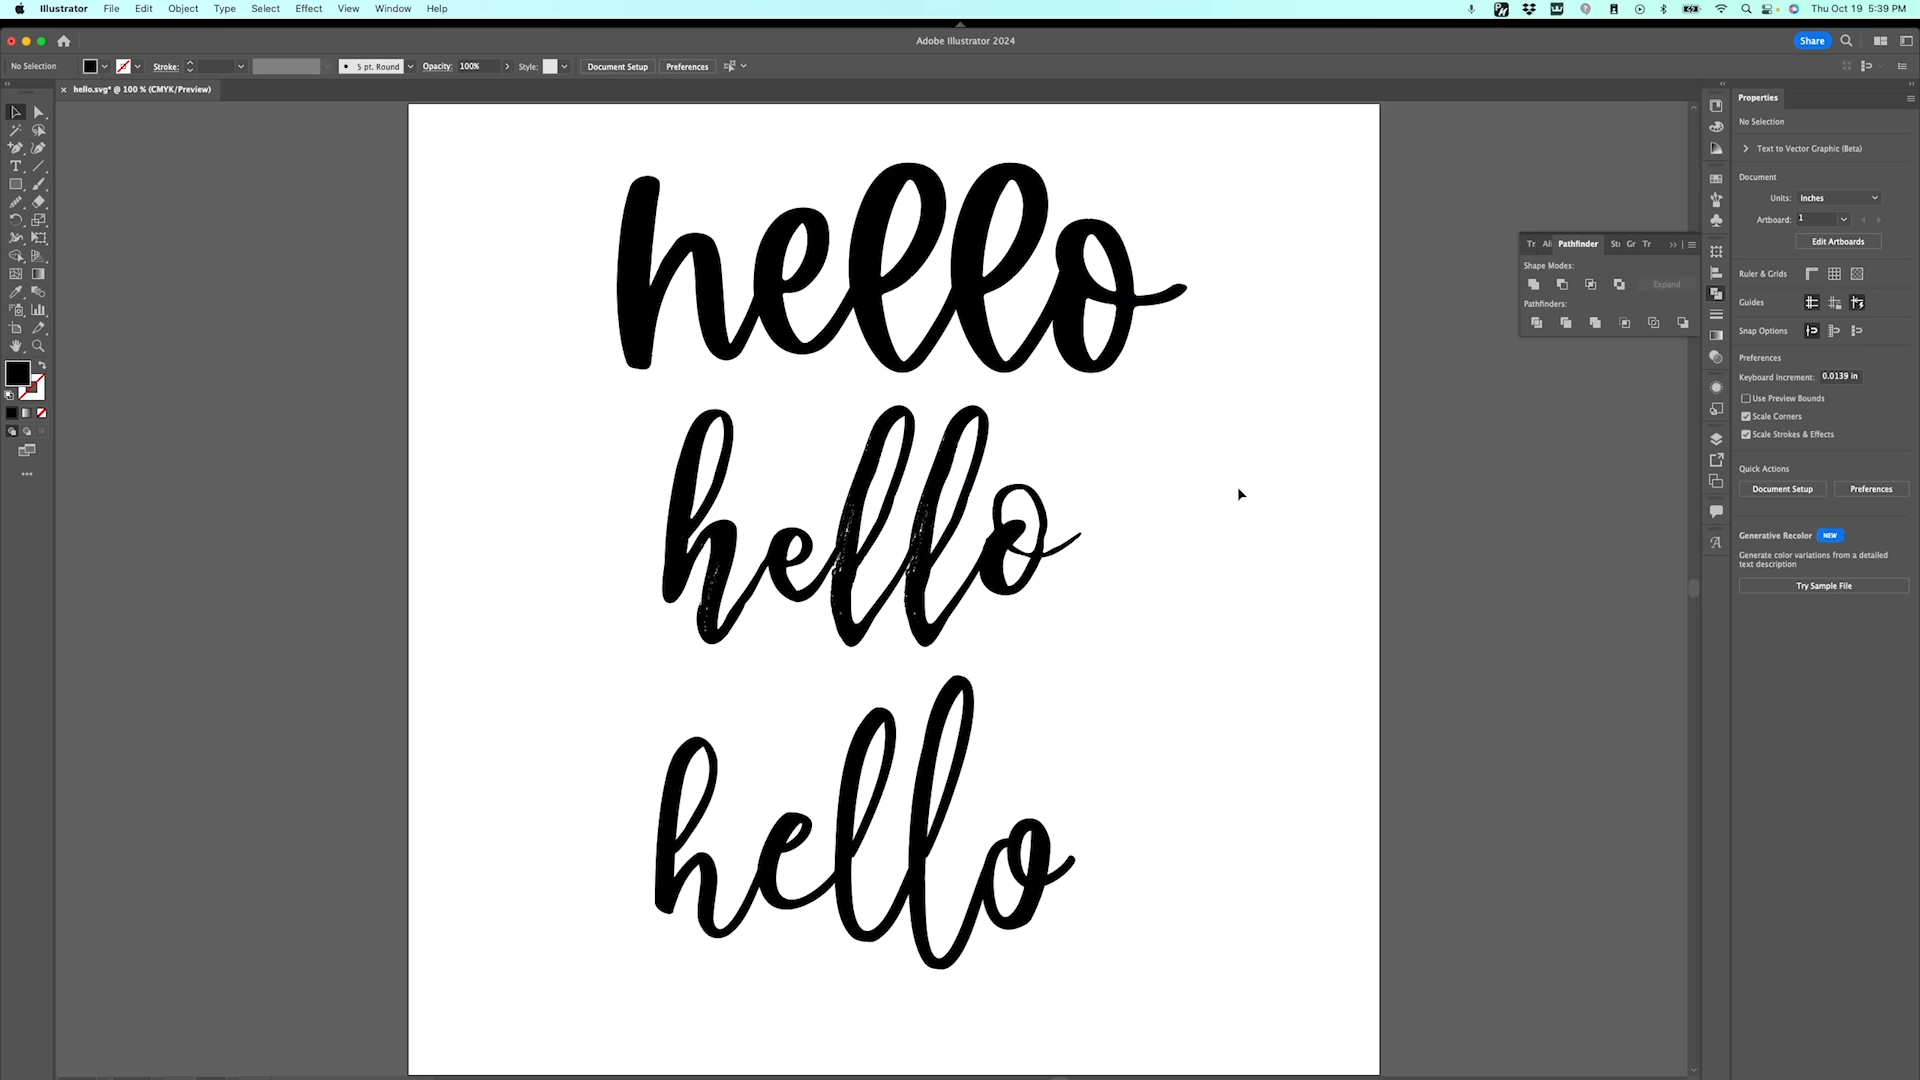 Illustrator File Edit Object Type Select Effect View Window Help
Thu Oct 19 5:39 PM
Adobe Illustrator 2024
Share
No Selection
Stroke:
5 pt. Round
Opacity: 100%
Style:
Document Setup
Preferences
× hello.svg* @ 100 % (CMYK/Preview)
hello
hello
hello
Tr Ali Pathfinder Str Gr Tr
Shape Modes:
Expand
Pathfinders:
Properties
No Selection
Text to Vector Graphic (Beta)
Document
Units: Inches
Artboard: 1
Edit Artboards
Ruler & Grids
Guides
Snap Options
Preferences
Keyboard Increment: 0.0139 in
Use Preview Bounds
Scale Corners
Scale Strokes & Effects
Quick Actions
Document Setup Preferences
Generative Recolor NEW
Generate color variations from a detailed
text description
Try Sample File